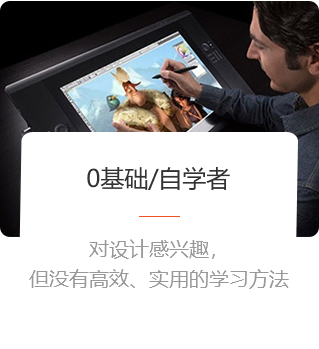 0基础/自学者
对设计感兴趣，
但没有高效、实用的学习方法